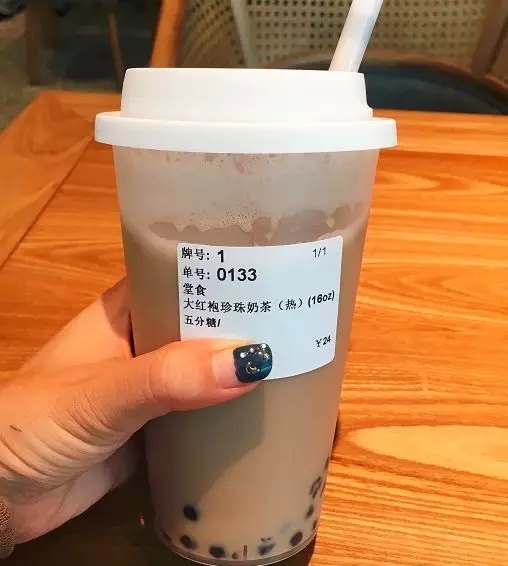 牌号: 1 1/1
单号: 0133
堂食
大红袍珍珠奶茶（热）(16oz)
五分糖/
￥24